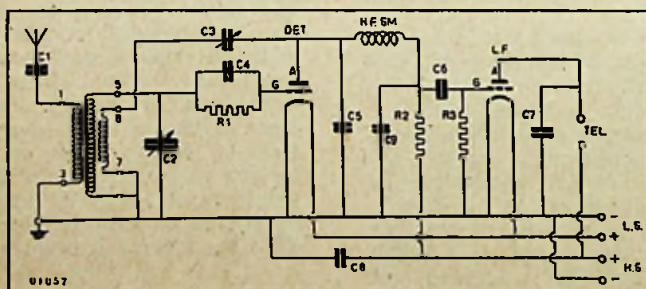 C1
C3
DET.
H.F. SM.
L.F.
C4
A
G
R1
1
5
6
7
3
C2
C5
C9
R2
C6
R3
G
A
C7
TEL.
C8
-
L.S.
+
+
H.S.
-
01057